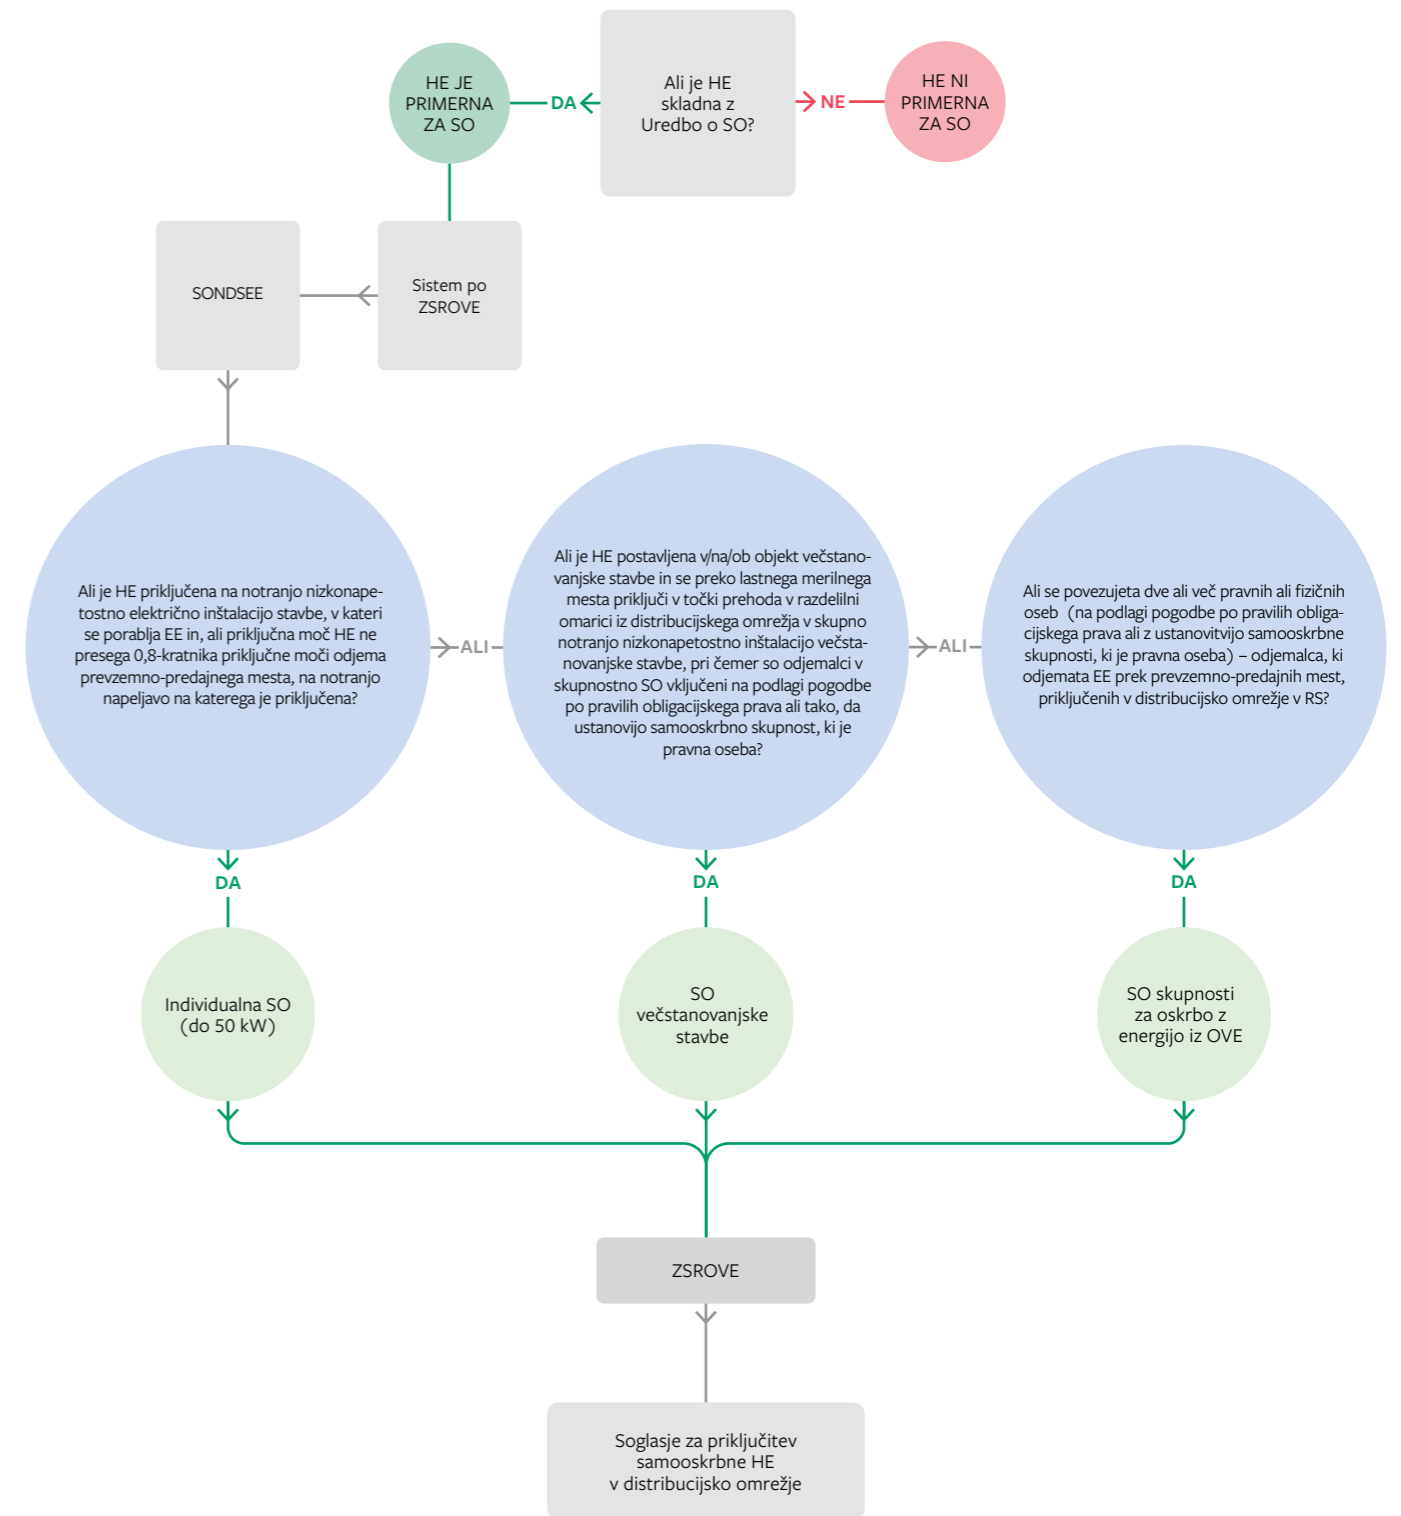 Ali je HE
skladna z
Uredbo o SO?
DA
HE JE
PRIMERNA
ZA SO
NE
HE NI
PRIMERNA
ZA SO
Sistem po
ZSROVE
SONDSEE
Ali je HE priključena na notranjo nizkonape-
tostno električno inštalacijo stavbe, v kateri
se porablja EE in, ali priključna moč HE ne
presega 0,8-kratnika priključne moči odjema
prevzemno-predajnega mesta, na notranjo
napeljavo na katerega je priključena?
ALI
Ali je HE postavljena v/na/ob objekt večstano-
vanjske stavbe in se preko lastnega merilnega
mesta priključi v točki prehoda v razdelilni
omarici iz distribucijskega omrežja v skupno
notranjo nizkonapetostno inštalacijo večsta-
novanjske stavbe, pri čemer so odjemalci v
skupnostno SO vključeni na podlagi pogodbe
po pravilih obligacijskega prava ali tako, da
ustanovijo samooskrbno skupnost, ki je
pravna oseba?
ALI
Ali se povezujeta dve ali več pravnih ali fizičnih
oseb (na podlagi pogodbe po pravilih obliga-
cijskega prava ali z ustanovitvijo samooskrbne
skupnosti, ki je pravna oseba) – odjemalca, ki
odjemata EE prek prevzemno-predajnih mest,
priključenih v distribucijsko omrežje v RS?
DA
DA
DA
Individualna SO
(do 50 kW)
SO
večstanovanjske
stavbe
SO skupnosti
za oskrbo z
energijo iz OVE
ZSROVE
Soglasje za priključitev
samooskrbne HE
v distribucijsko omrežje